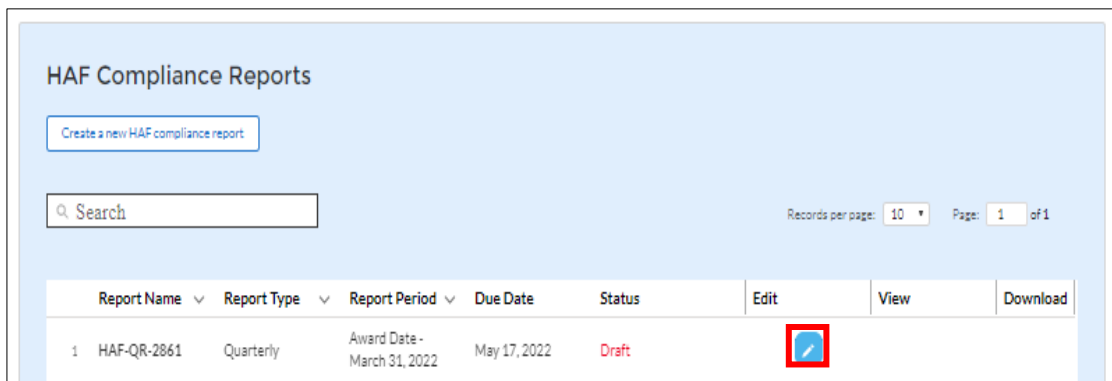 HAF Compliance Reports
Create a new HAF compliance report
Search
Records per page: 10 Page: 1 of 1
Report Name Report Type Report Period Due Date Status Edit View Download
1 HAF-QR-2861 Quarterly Award Date - March 31, 2022 May 17, 2022 Draft